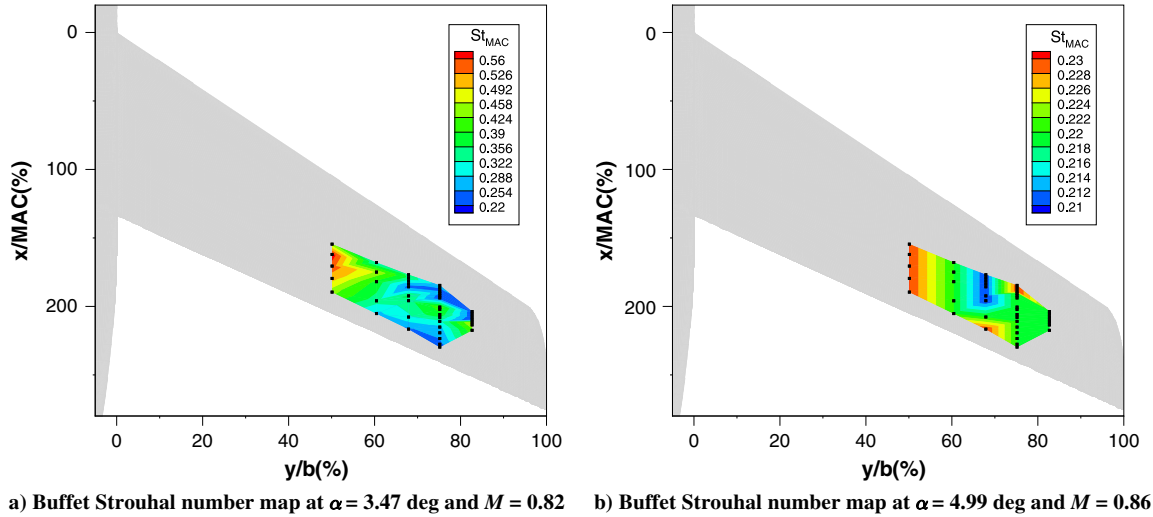 St_MAC
0.56
0.526
0.492
0.458
0.424
0.39
0.356
0.322
0.288
0.254
0.22
0
100
200
x/MAC(%)
0 20 40 60 80 100
y/b(%)
a) Buffet Strouhal number map at α = 3.47 deg and M = 0.82
St_MAC
0.23
0.228
0.226
0.224
0.222
0.22
0.218
0.216
0.214
0.212
0.21
0
100
200
x/MAC(%)
0 20 40 60 80 100
y/b(%)
b) Buffet Strouhal number map at α = 4.99 deg and M = 0.86